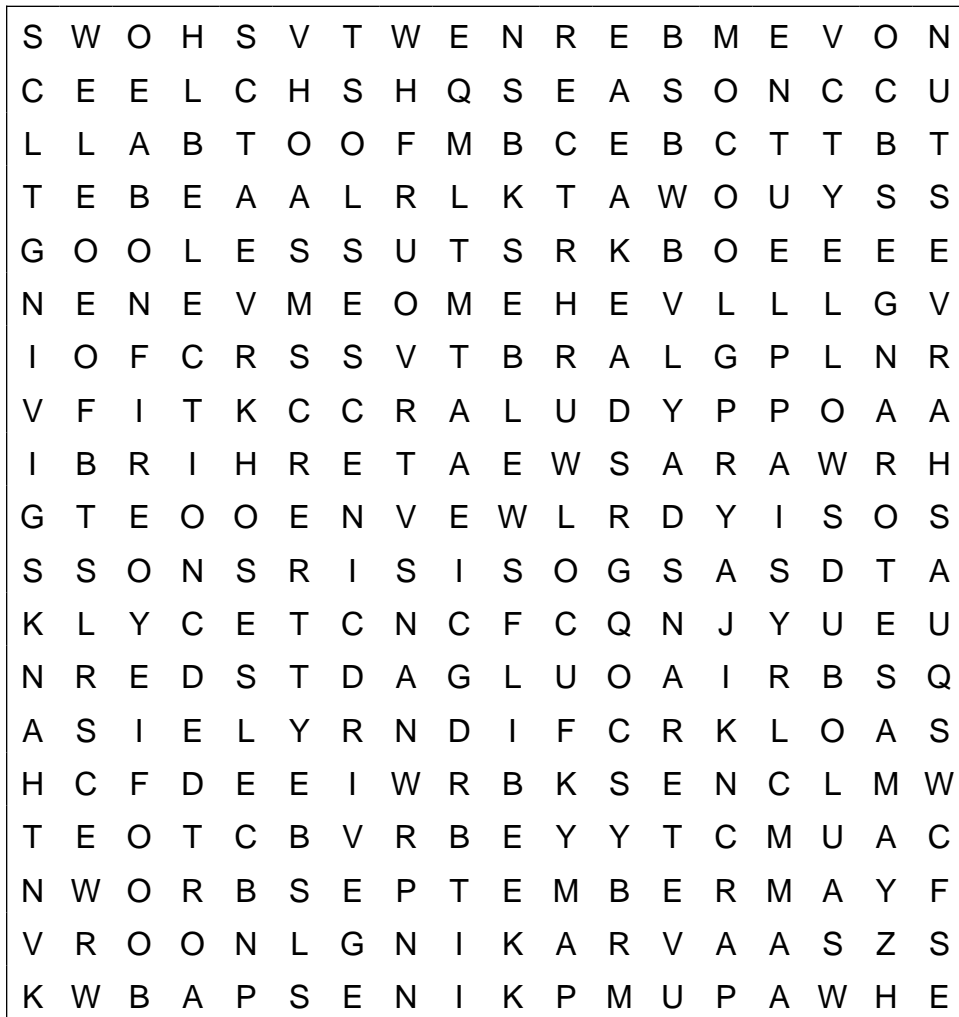 S W O H S V T W E N R E B M E V O N
C E E L C H S H Q S E A S O N C C U
L L A B T O O F M B C E B C T T B T
T E B E A A L R L K T A W O U Y S S
G O O L E S S U T S R K B O E E E E
N E N E V M E O M E H E V L L L G V
I O F C R S S V T B R A L G P L N R
V F I T K C C R A L U D Y P P O A A
I B R I H R E T A E W S A R A W R H
G T E O O E N V E W L R D Y I S O S
S S O N S R I S I S O G S A S D T A
K L Y C E T C N C F C Q N J Y U E U
N R E D S T D A G L U O A I R B S Q
A S I E L Y R N D I F C R K L O A S
H C F D E E I W R B K S E N C L M W
T E O T C B V R B E Y Y T C M U A C
N W O R B S E P T E M B E R M A Y F
V R O O N L G N I K A R V A A S Z S
K W B A P S E N I K P M U P A W H E